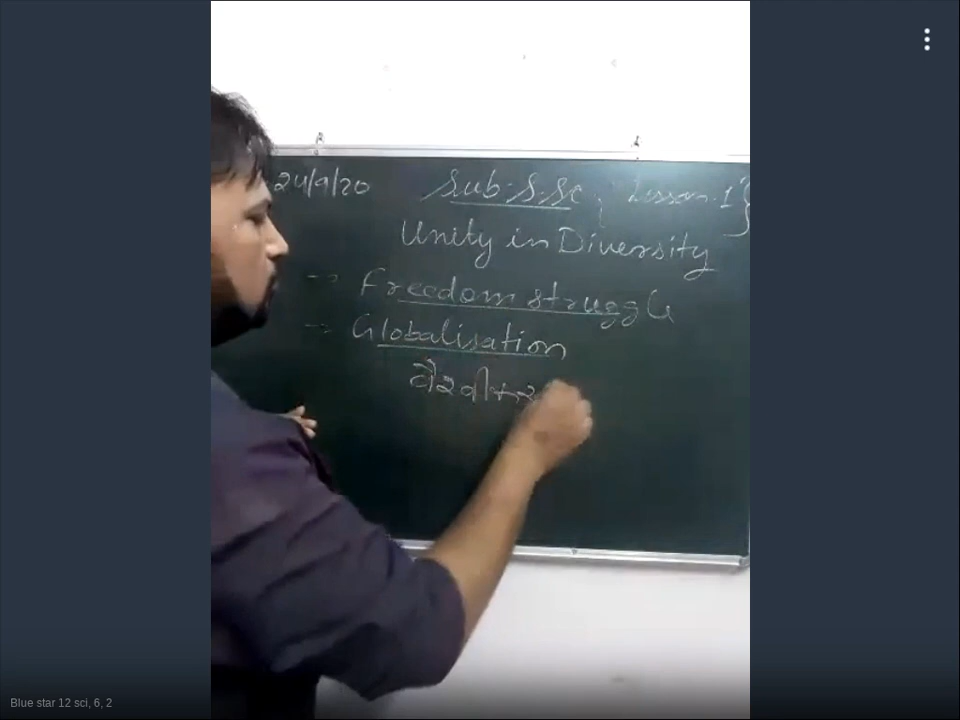 24/9/20 Sub:-S.Sc; "Lesson.1"}
Unity in Diversity
-> Freedom struggle
-> Globalisation
Blue star 12 sci, 6, 2